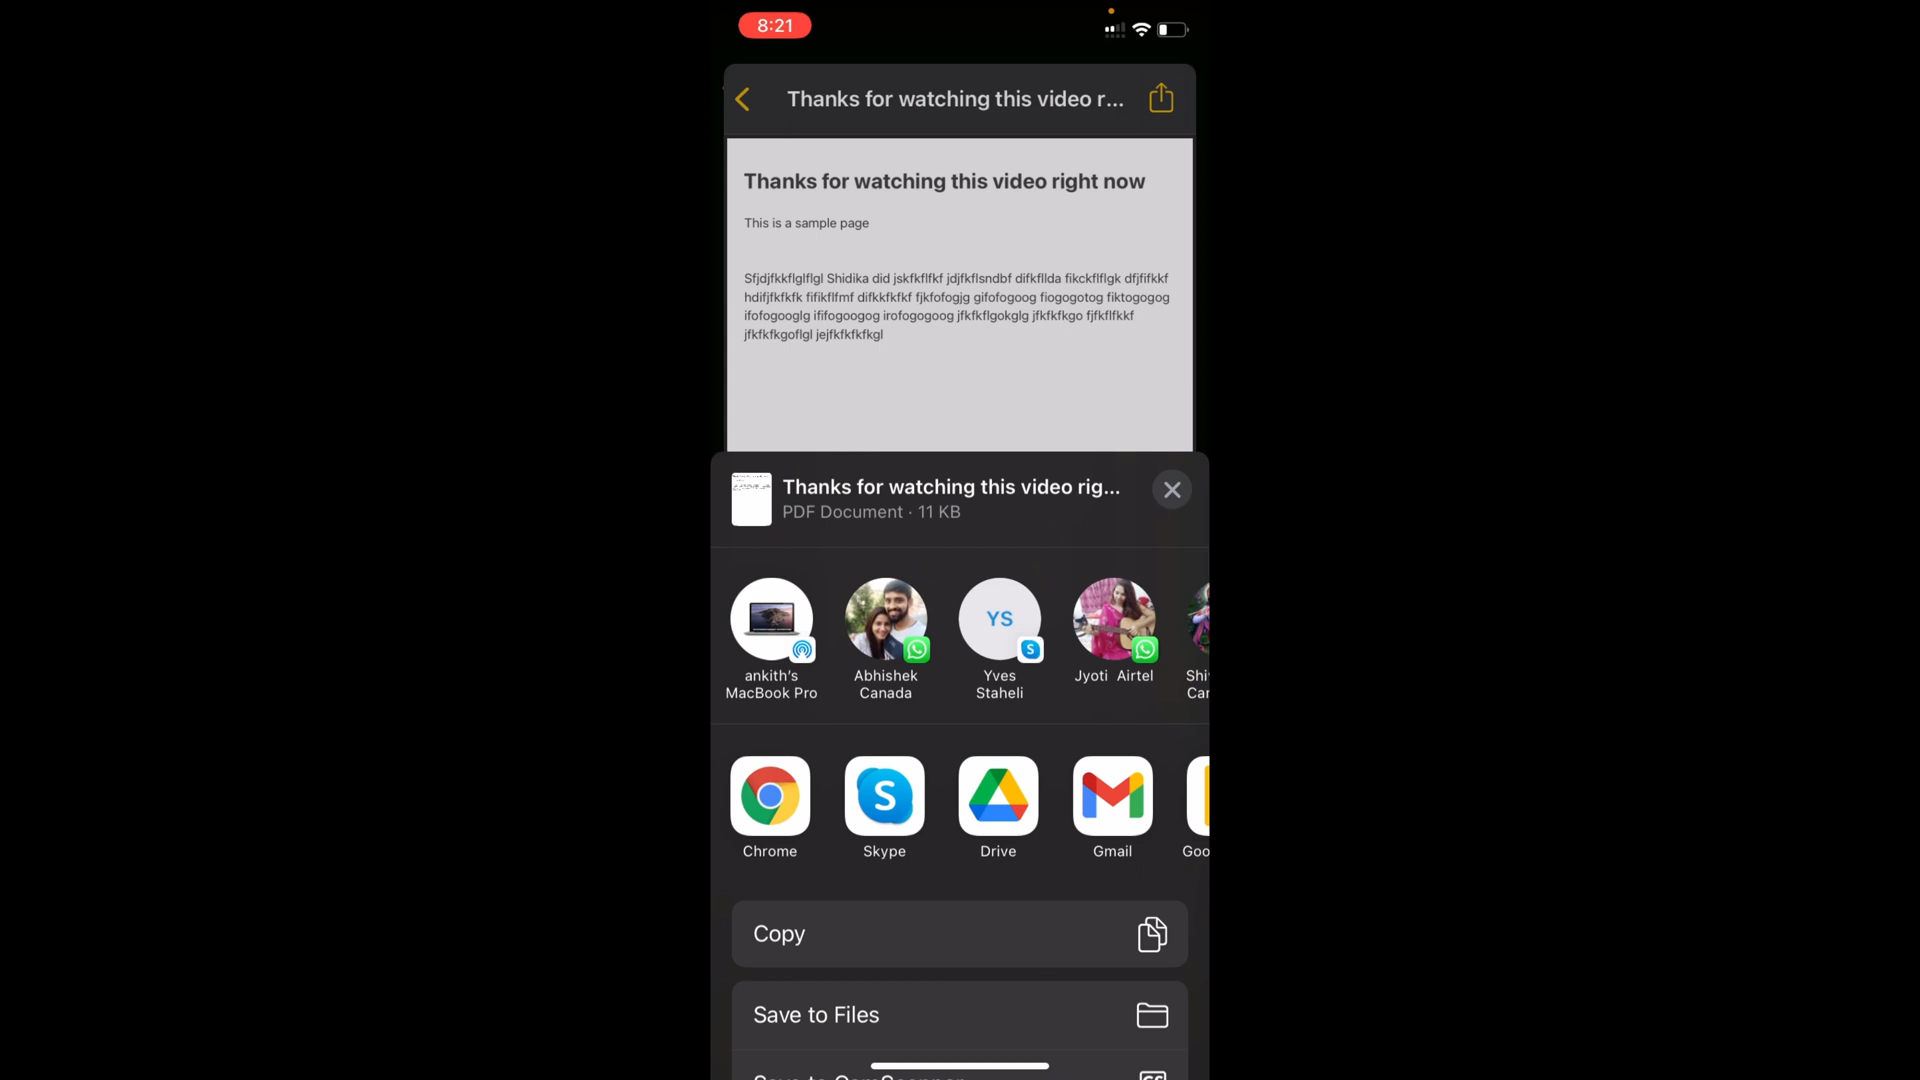 8:21
Thanks for watching this video r...
Thanks for watching this video right now
This is a sample page
Sfjdjfkkflglflgl Shidika did jskfkflfkf jdjfkflsndbf difkfllda fikckflflgk dfjfifkkf
hdifjfkfkfk fifikflfmf difkkfkfkf fjkfofogjg gifofogoog fiogogotog fiktogogog
ifofogooglg ififogoogog irofogogoog jfkfkflgokglg jfkfkfkgo fjfkflfkkf
jfkfkfkgoflgl jejfkfkfkfkgl
Thanks for watching this video rig...
PDF Document · 11 KB
YS
ankith's
MacBook Pro
Abhishek
Canada
Yves
Staheli
Jyoti Airtel
Shi
Car
Chrome
Skype
Drive
Gmail
Goo
Copy
Save to Files